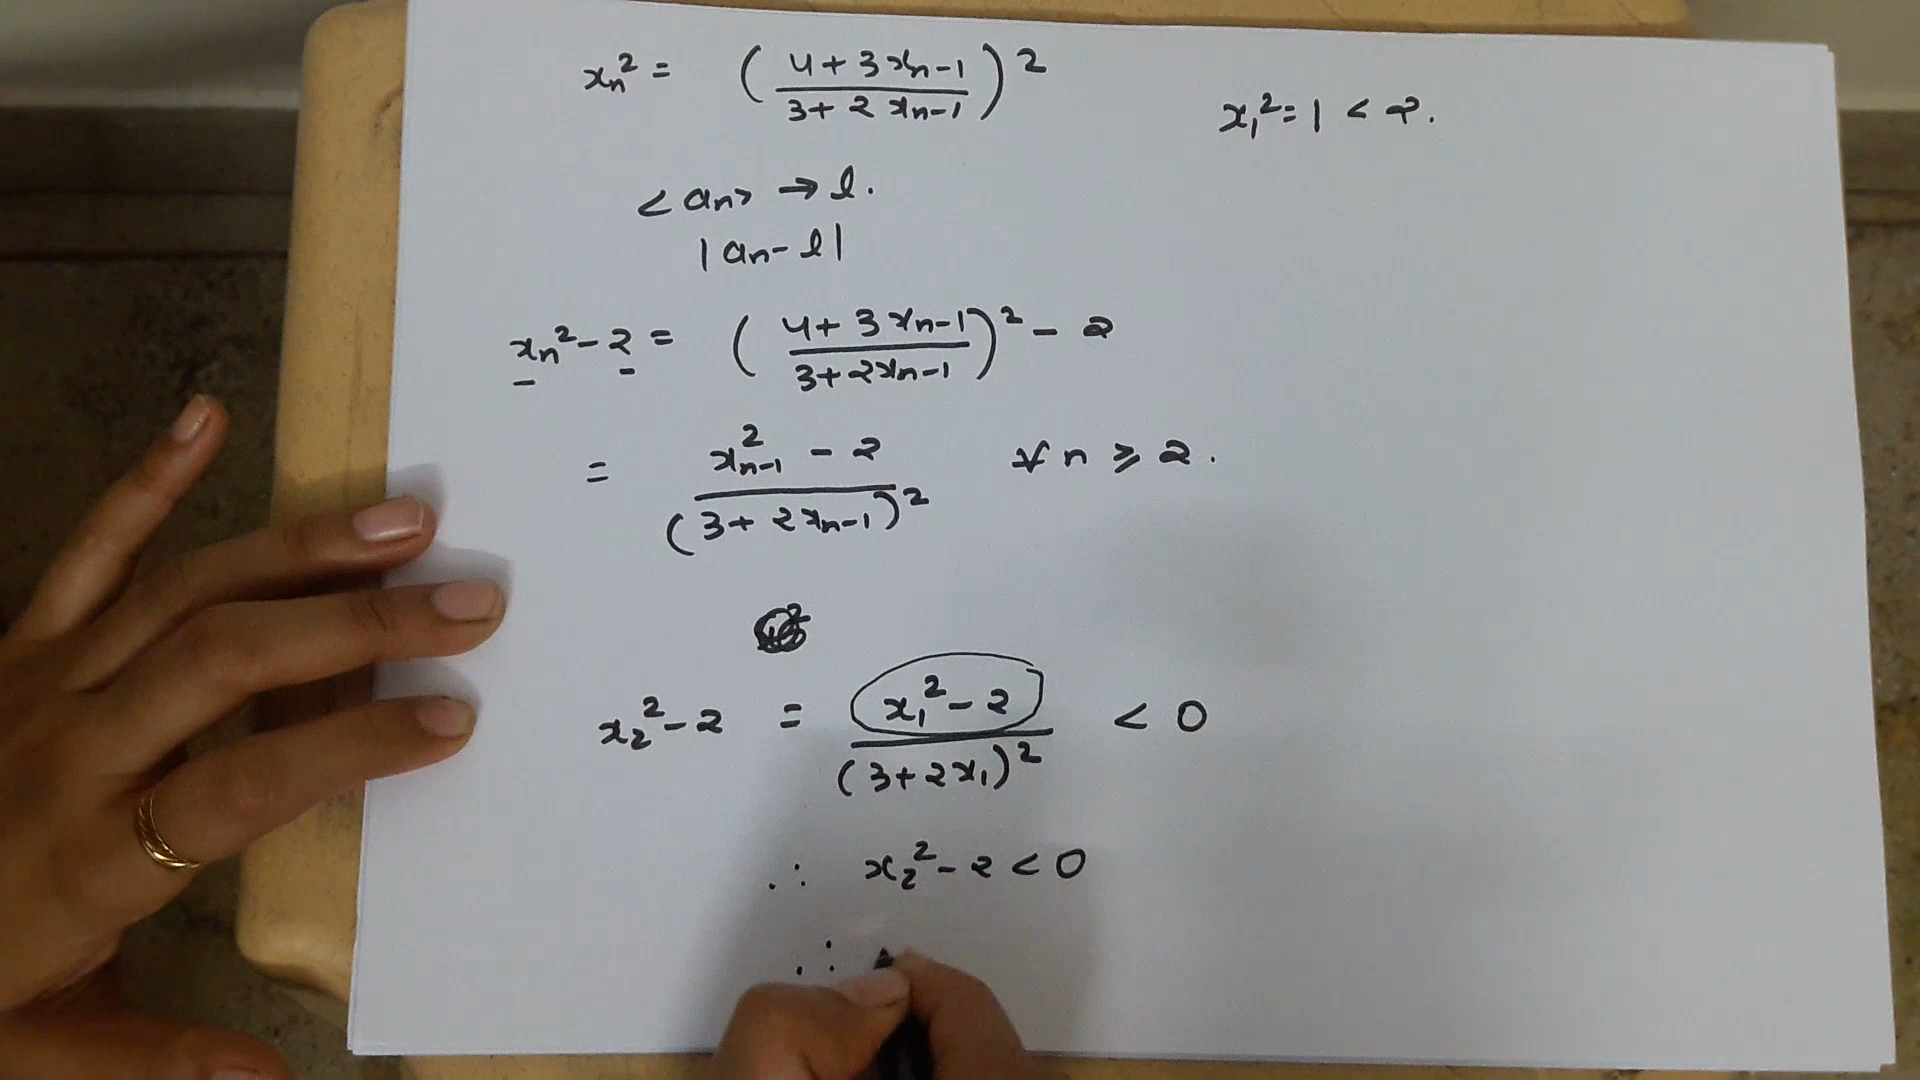 xₙ² = ( (4 + 3xₙ₋₁) / (3 + 2xₙ₋₁) )²
x₁² = 1 < 2.
<aₙ> → l.
|aₙ - l|
xₙ² - 2 = ( (4 + 3xₙ₋₁) / (3 + 2xₙ₋₁) )² - 2
= (xₙ₋₁² - 2) / (3 + 2xₙ₋₁)² ∀ n ⩾ 2.
x₂² - 2 = (x₁² - 2) / (3 + 2x₁)² < 0
∴ x₂² - 2 < 0
∴